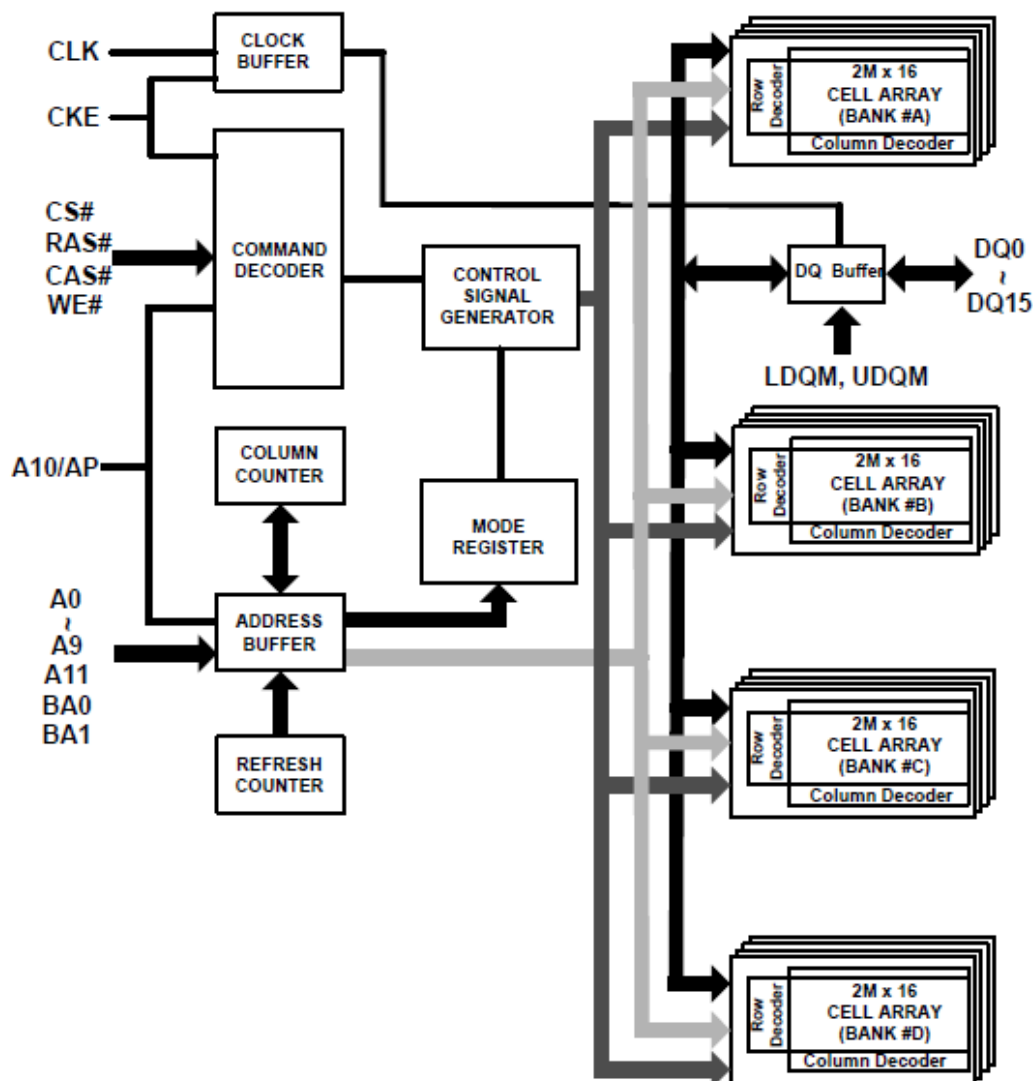 CLK
CLOCK
BUFFER
CKE
CS#
RAS#
CAS#
WE#
COMMAND
DECODER
CONTROL
SIGNAL
GENERATOR
A10/AP
COLUMN
COUNTER
MODE
REGISTER
A0
~
A9
A11
BA0
BA1
ADDRESS
BUFFER
REFRESH
COUNTER
Row
Decoder
2M x 16
CELL ARRAY
(BANK #A)
Column Decoder
DQ Buffer
DQ0
~
DQ15
LDQM, UDQM
Row
Decoder
2M x 16
CELL ARRAY
(BANK #B)
Column Decoder
Row
Decoder
2M x 16
CELL ARRAY
(BANK #C)
Column Decoder
Row
Decoder
2M x 16
CELL ARRAY
(BANK #D)
Column Decoder